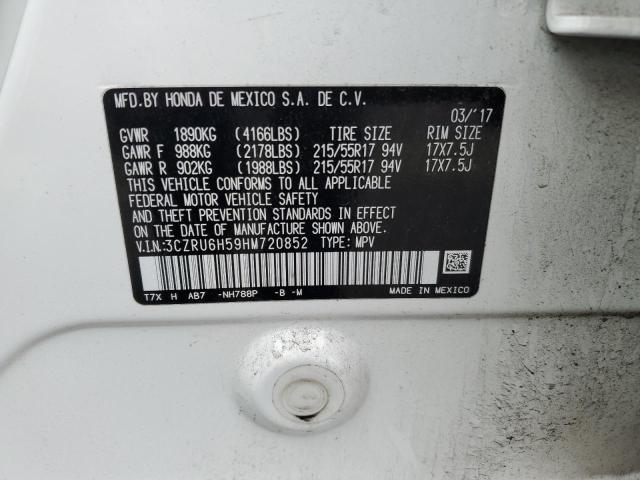 MFD.BY HONDA DE MEXICO S.A. DE C.V.
03/'17
GVWR 1890KG (4166LBS) TIRE SIZE RIM SIZE
GAWR F 988KG (2178LBS) 215/55R17 94V 17X7.5J
GAWR R 902KG (1988LBS) 215/55R17 94V 17X7.5J
THIS VEHICLE CONFORMS TO ALL APPLICABLE
FEDERAL MOTOR VEHICLE SAFETY
AND THEFT PREVENTION STANDARDS IN EFFECT ON
THE DATE OF MANUFACTURE SHOWN ABOVE.
V.I.N.:3CZRU6H59HM720852 TYPE: MPV
T7X H AB7 -NH788P -B -M MADE IN MEXICO